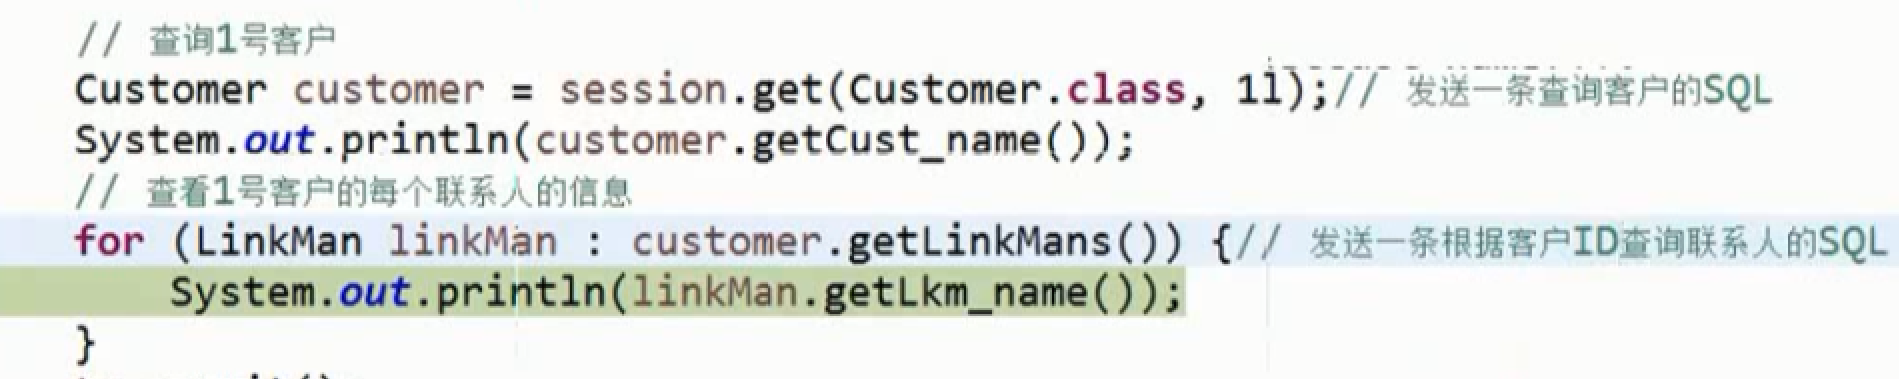 // 查询1号客户
Customer customer = session.get(Customer.class, 1l);// 发送一条查询客户的SQL
System.out.println(customer.getCust_name());
// 查看1号客户的每个联系人的信息
for (LinkMan linkMan : customer.getLinkMans()) {// 发送一条根据客户ID查询联系人的SQL
    System.out.println(linkMan.getLkm_name());
}